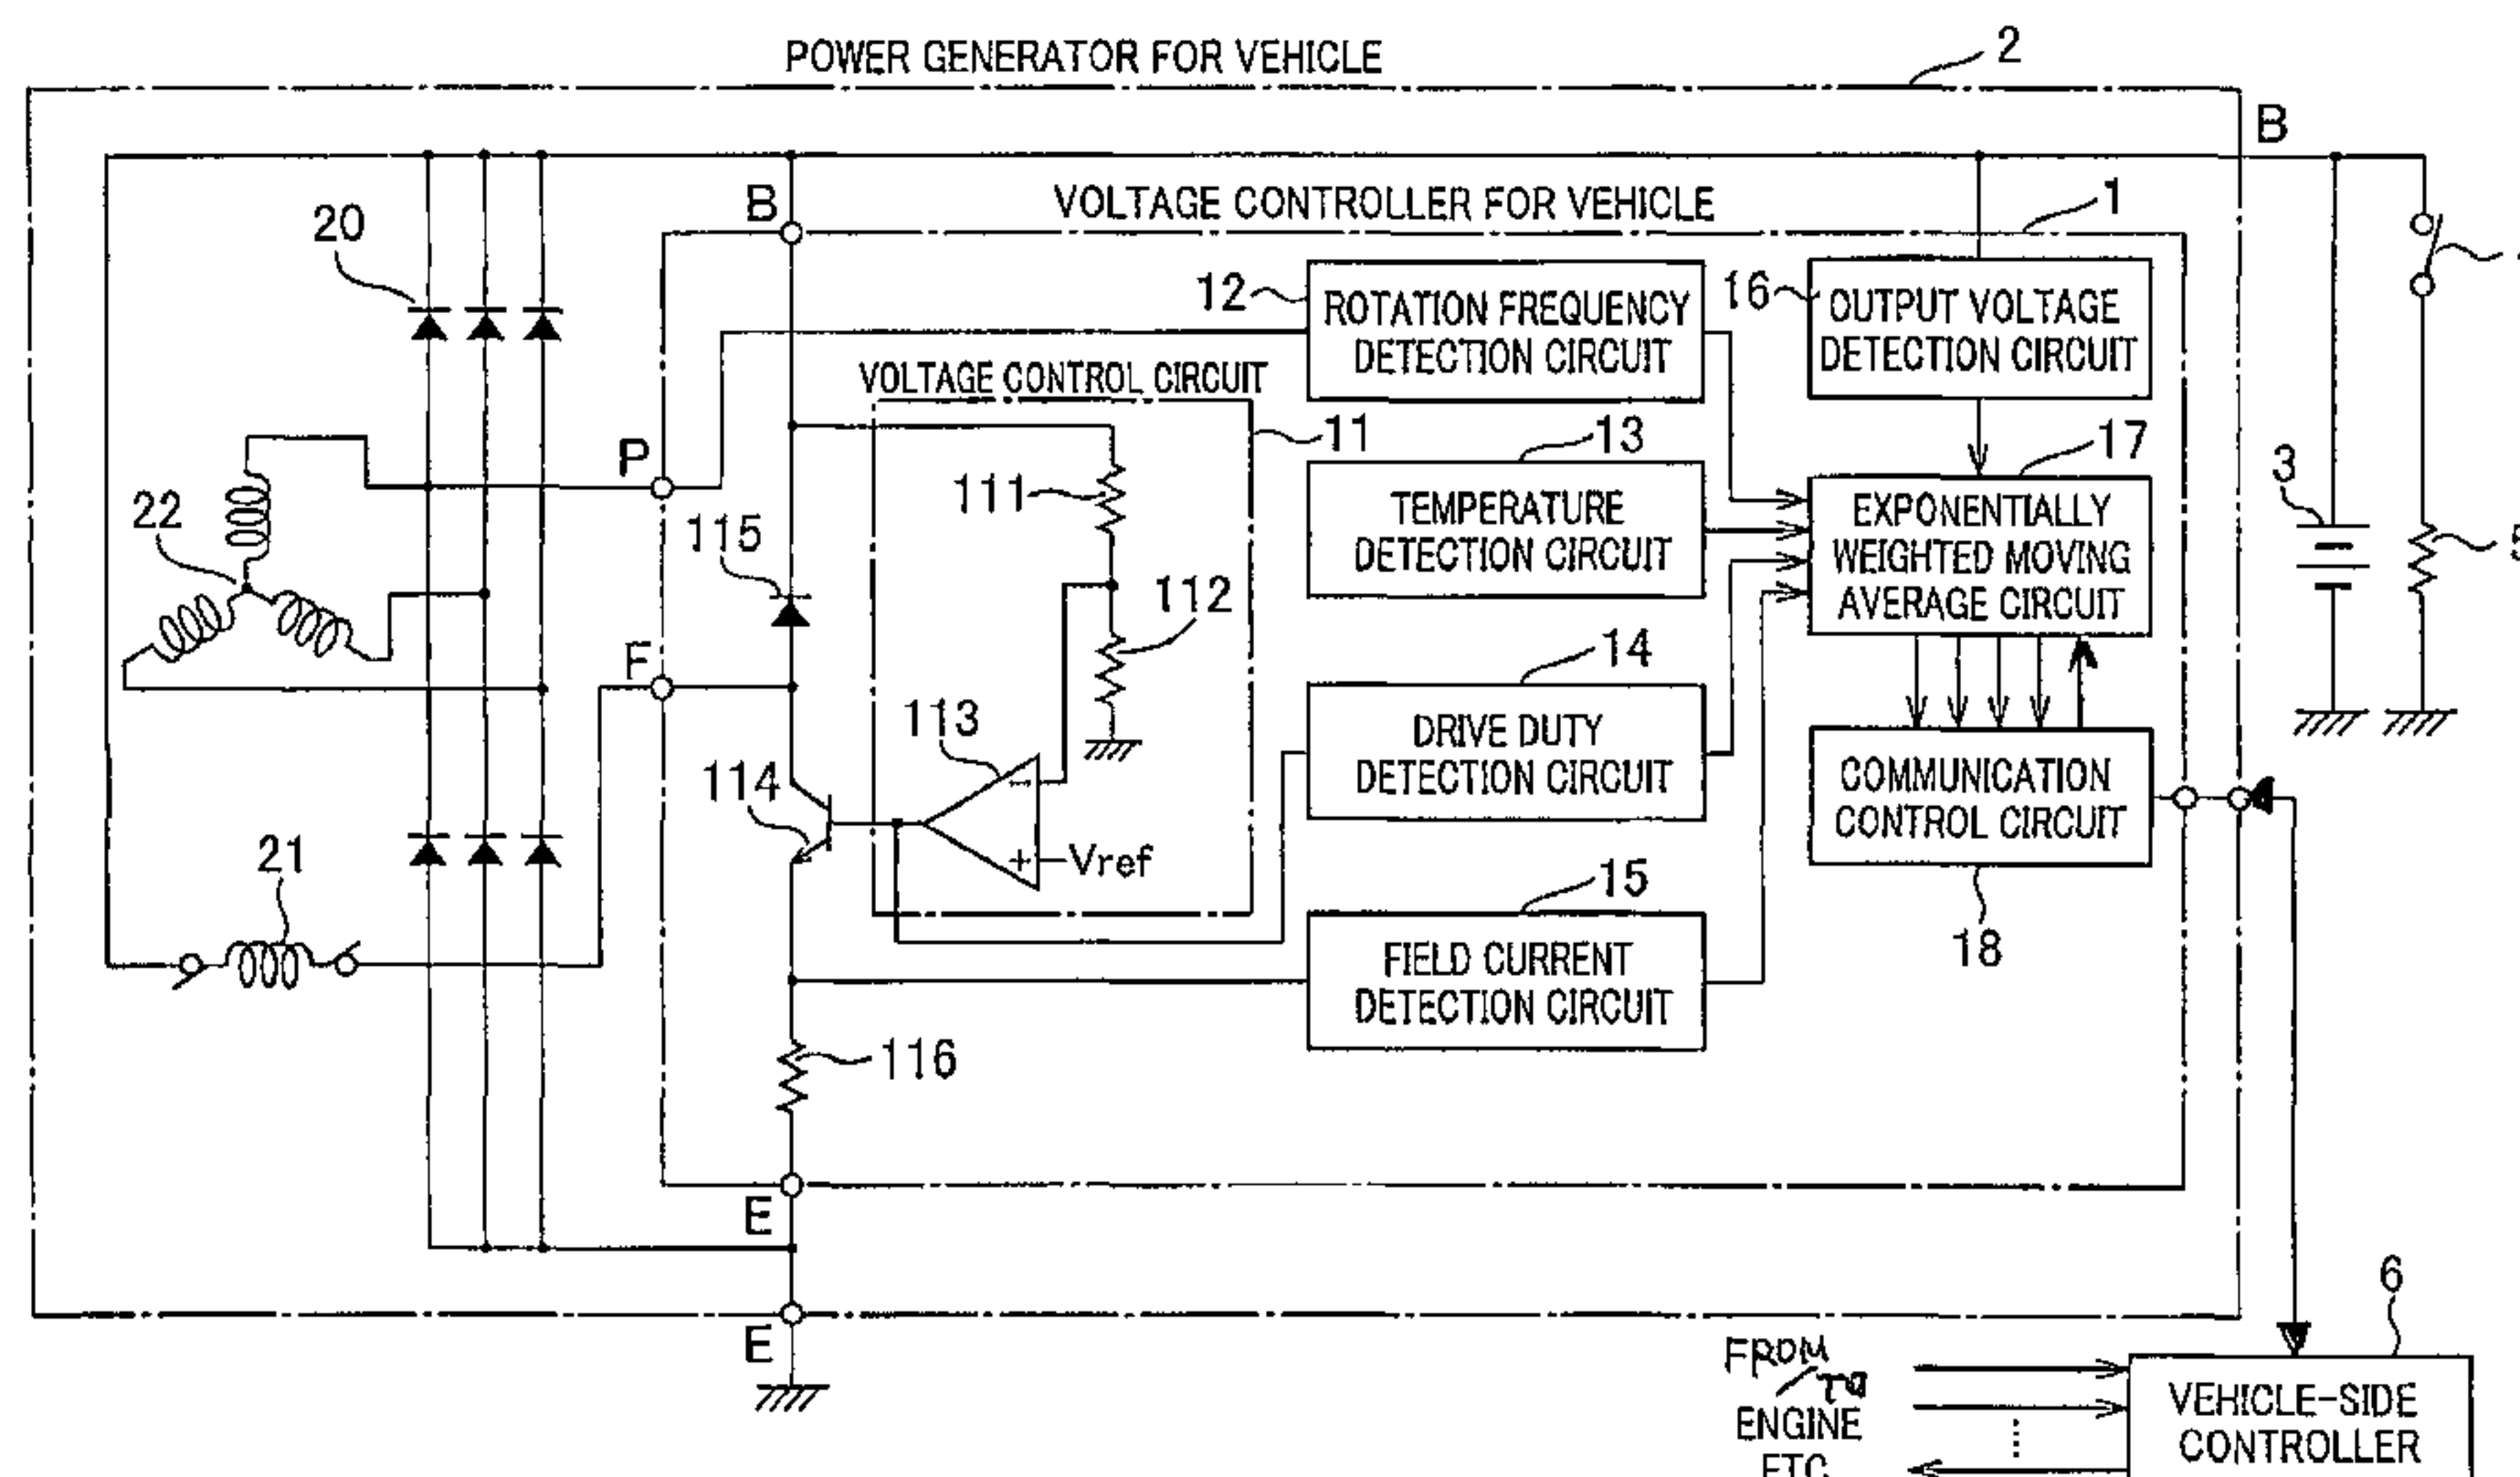 POWER GENERATOR FOR VEHICLE
2
B
B
VOLTAGE CONTROLLER FOR VEHICLE
1
20
12
ROTATION FREQUENCY
DETECTION CIRCUIT
16
OUTPUT VOLTAGE
DETECTION CIRCUIT
VOLTAGE CONTROL CIRCUIT
11
13
17
P
111
TEMPERATURE
DETECTION CIRCUIT
EXPONENTIALLY
WEIGHTED MOVING
AVERAGE CIRCUIT
3
22
115
112
F
14
113
DRIVE DUTY
DETECTION CIRCUIT
COMMUNICATION
CONTROL CIRCUIT
114
−
+
Vref
21
15
18
FIELD CURRENT
DETECTION CIRCUIT
116
E
E
6
FROM
/TO
ENGINE
ETC
VEHICLE-SIDE
CONTROLLER